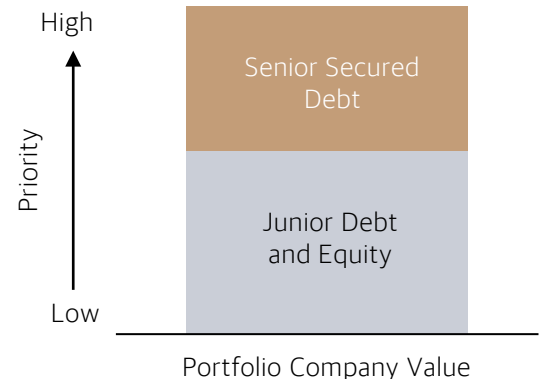 High
Senior Secured
Debt
Priority
Junior Debt
and Equity
Low
Portfolio Company Value